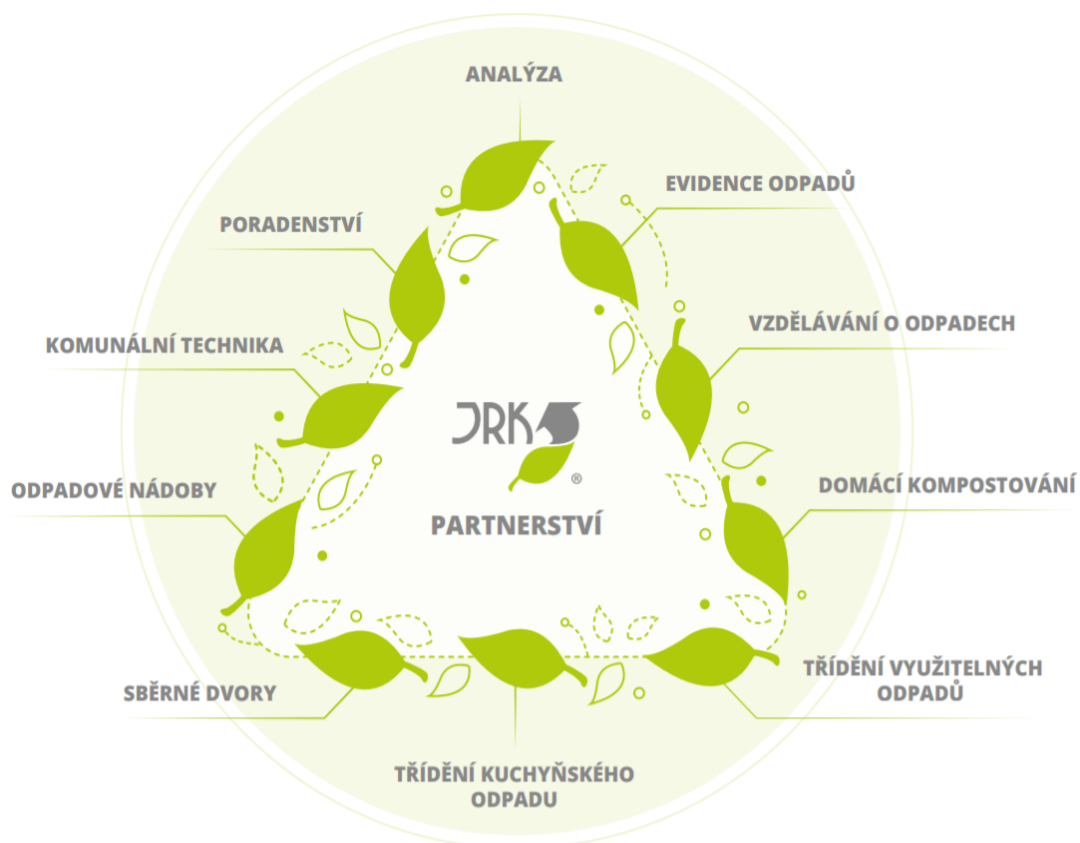 ANALÝZA
EVIDENCE ODPADŮ
PORADENSTVÍ
VZDĚLÁVÁNÍ O ODPADECH
KOMUNÁLNÍ TECHNIKA
JRK
®
PARTNERSTVÍ
DOMÁCÍ KOMPOSTOVÁNÍ
ODPADOVÉ NÁDOBY
TŘÍDĚNÍ VYUŽITELNÝCH
ODPADŮ
SBĚRNÉ DVORY
TŘÍDĚNÍ KUCHYŇSKÉHO
ODPADU